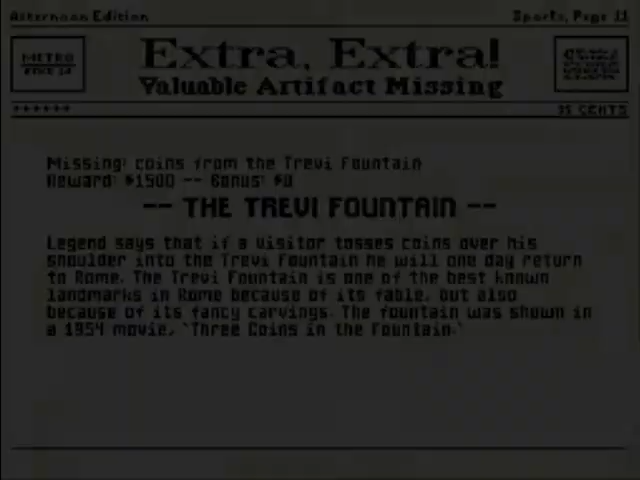 Afternoon Edition
Sports, Page 11
METRO
Extra, Extra!
Valuable Artifact Missing
35 CENTS
Missing: coins from the Trevi Fountain
Reward: $1500 -- Bonus: $0
-- THE TREVI FOUNTAIN --
Legend says that if a visitor tosses coins over his
shoulder into the Trevi Fountain he will one day return
to Rome. The Trevi Fountain is one of the best known
landmarks in Rome because of its fable, but also
because of its fancy carvings. The fountain was shown in
a 1954 movie, "Three Coins in the Fountain."